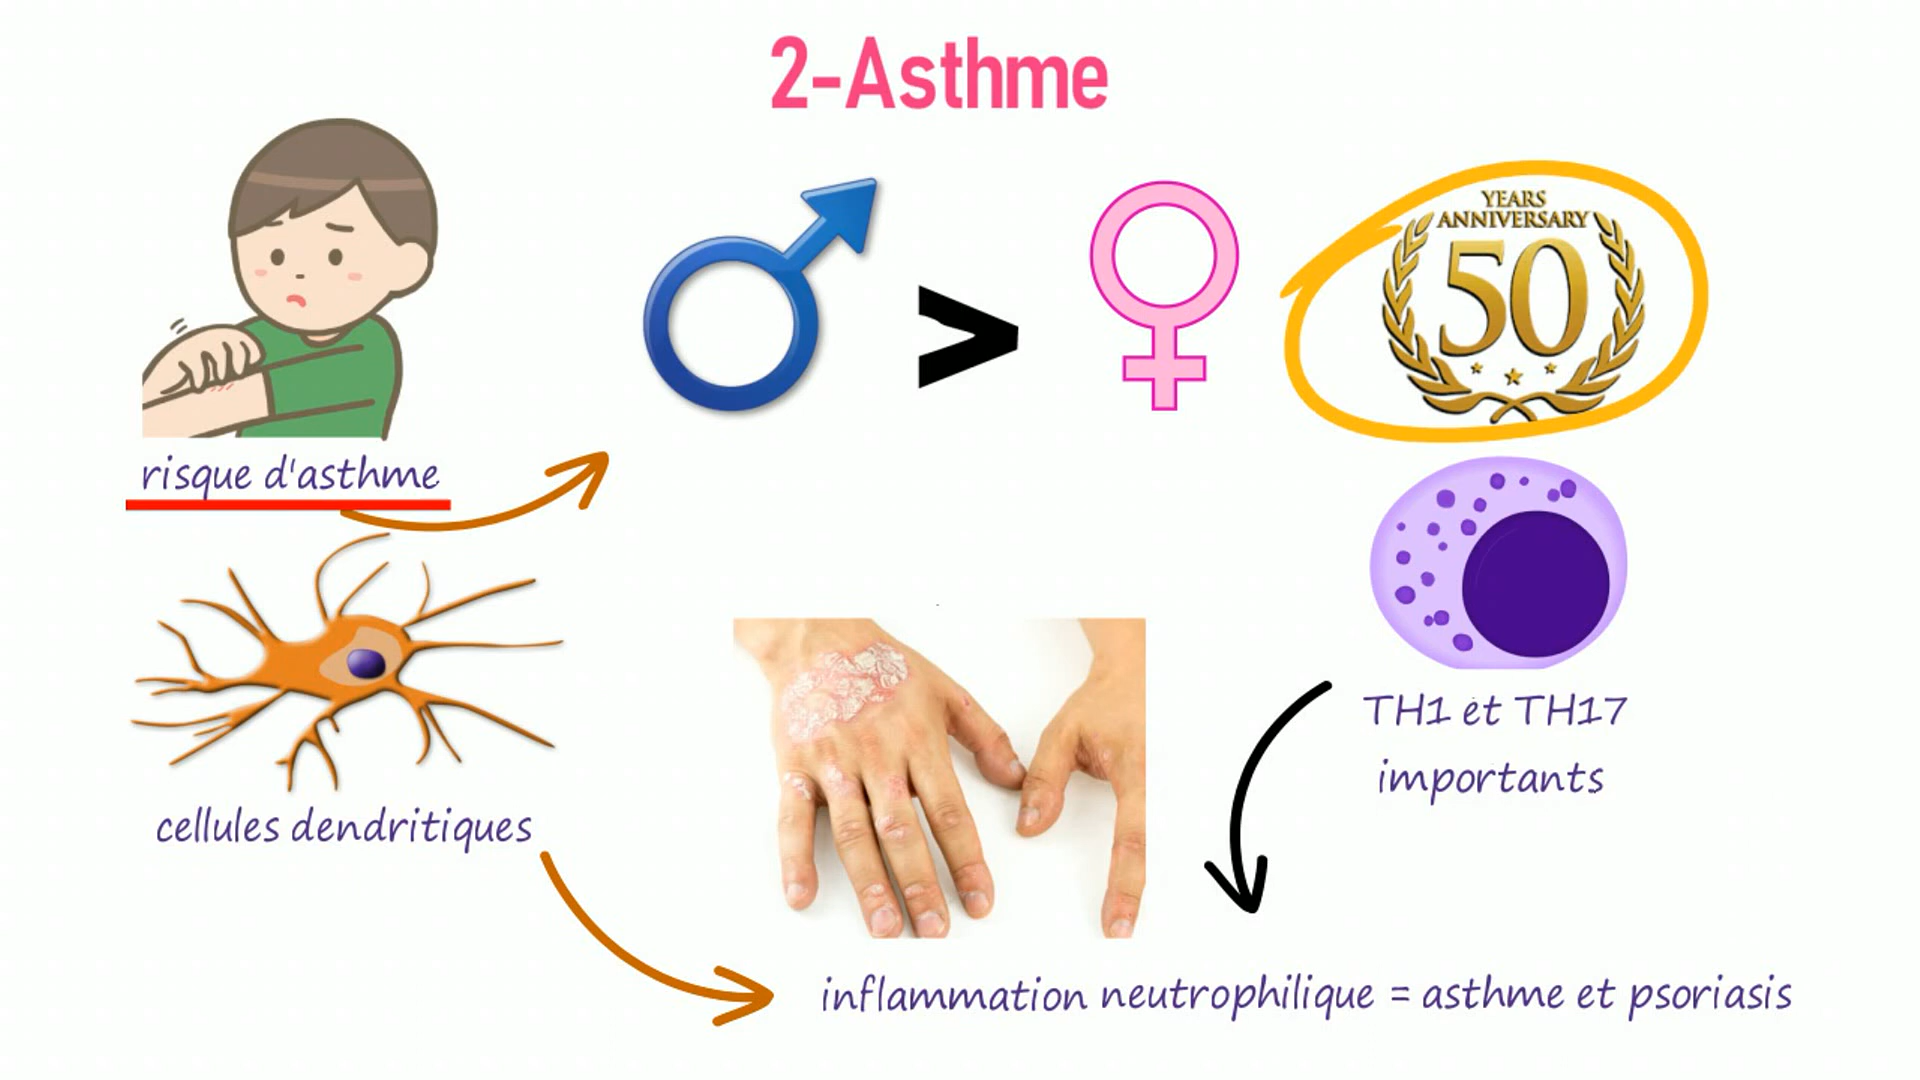 2-Asthme
YEARS
ANNIVERSARY
50
>
risque d'asthme
TH1 et TH17
importants
cellules dendritiques
inflammation neutrophilique = asthme et psoriasis